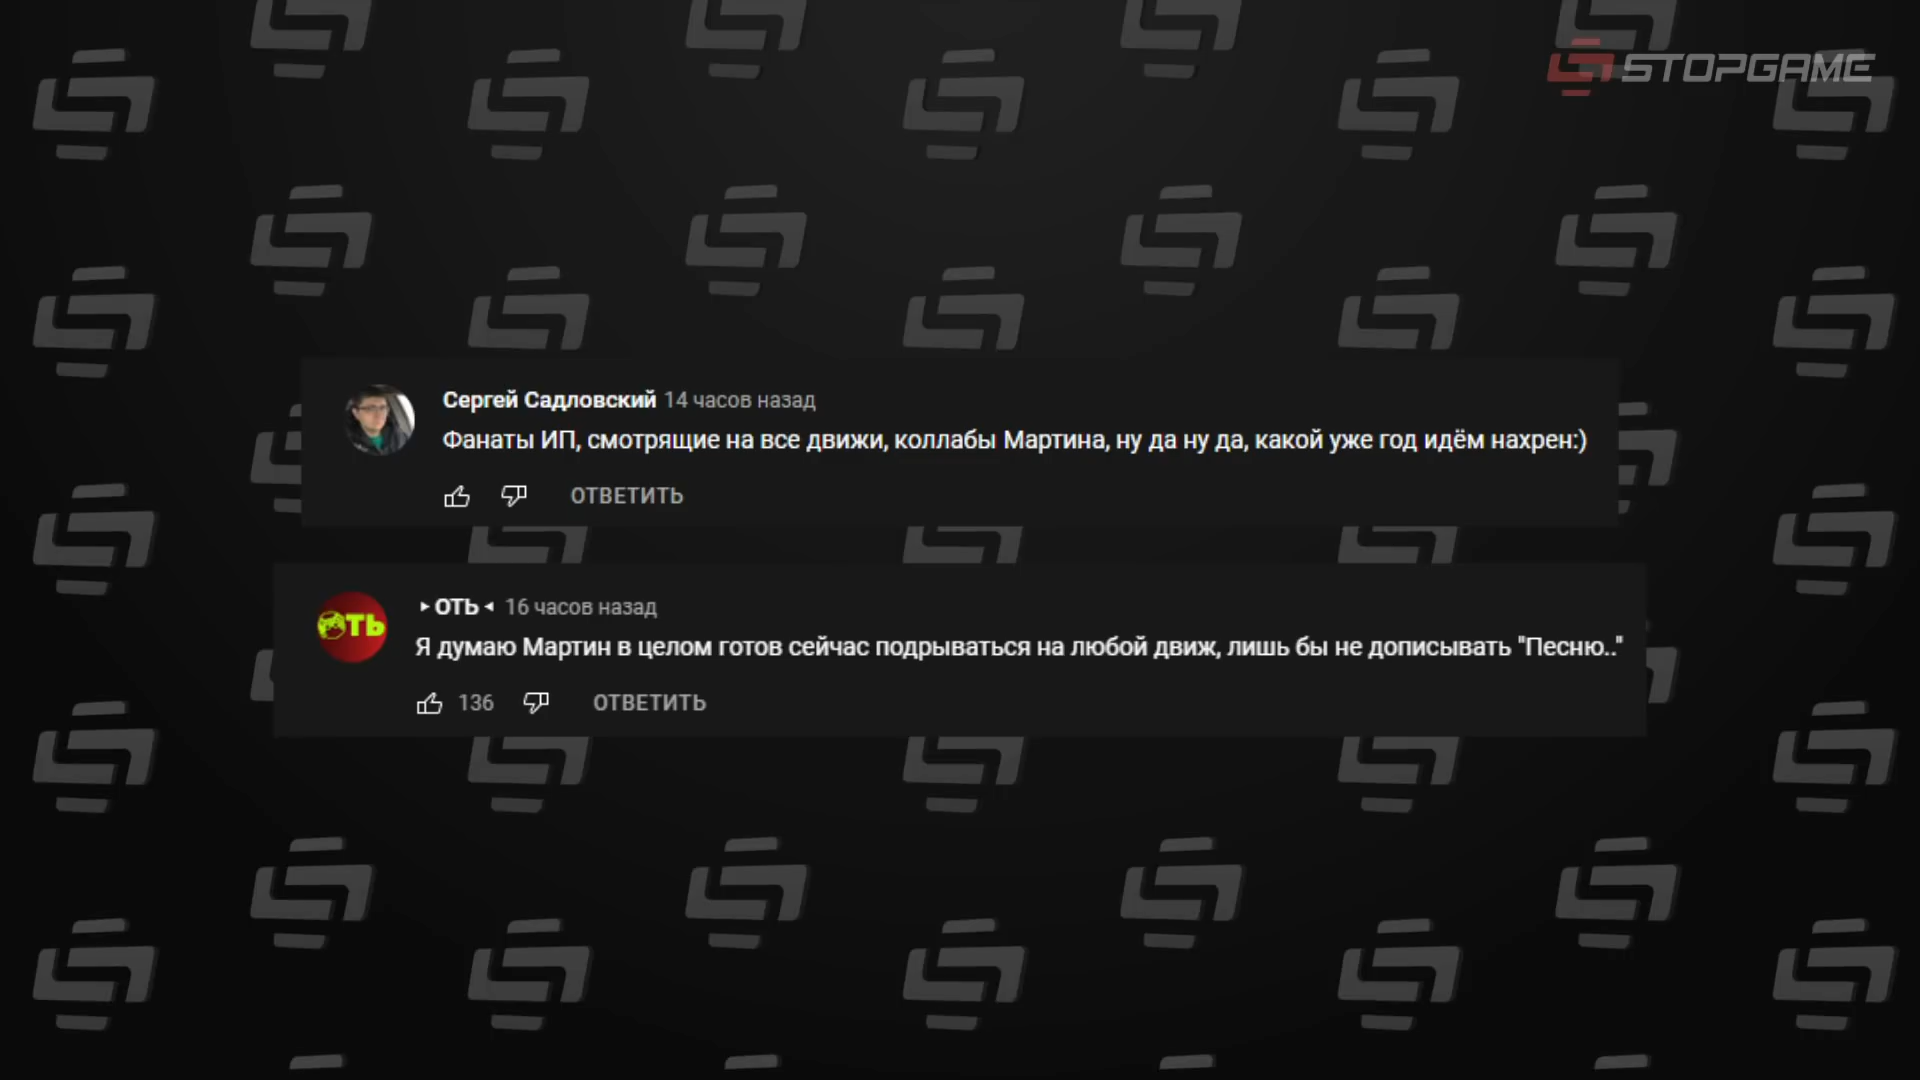 STOPGAME
Сергей Садловский 14 часов назад
Фанаты ИП, смотрящие на все движи, коллабы Мартина, ну да ну да, какой уже год идём нахрен:)
ОТВЕТИТЬ
ОТЬ
▸ ОТЬ ◂ 16 часов назад
Я думаю Мартин в целом готов сейчас подрываться на любой движ, лишь бы не дописывать "Песню.."
136 ОТВЕТИТЬ